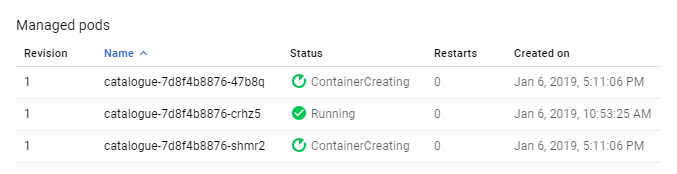 Managed pods
Revision Name Status Restarts Created on
1 catalogue-7d8f4b8876-47b8q ContainerCreating 0 Jan 6, 2019, 5:11:06 PM
1 catalogue-7d8f4b8876-crhz5 Running 0 Jan 6, 2019, 10:53:25 AM
1 catalogue-7d8f4b8876-shmr2 ContainerCreating 0 Jan 6, 2019, 5:11:06 PM